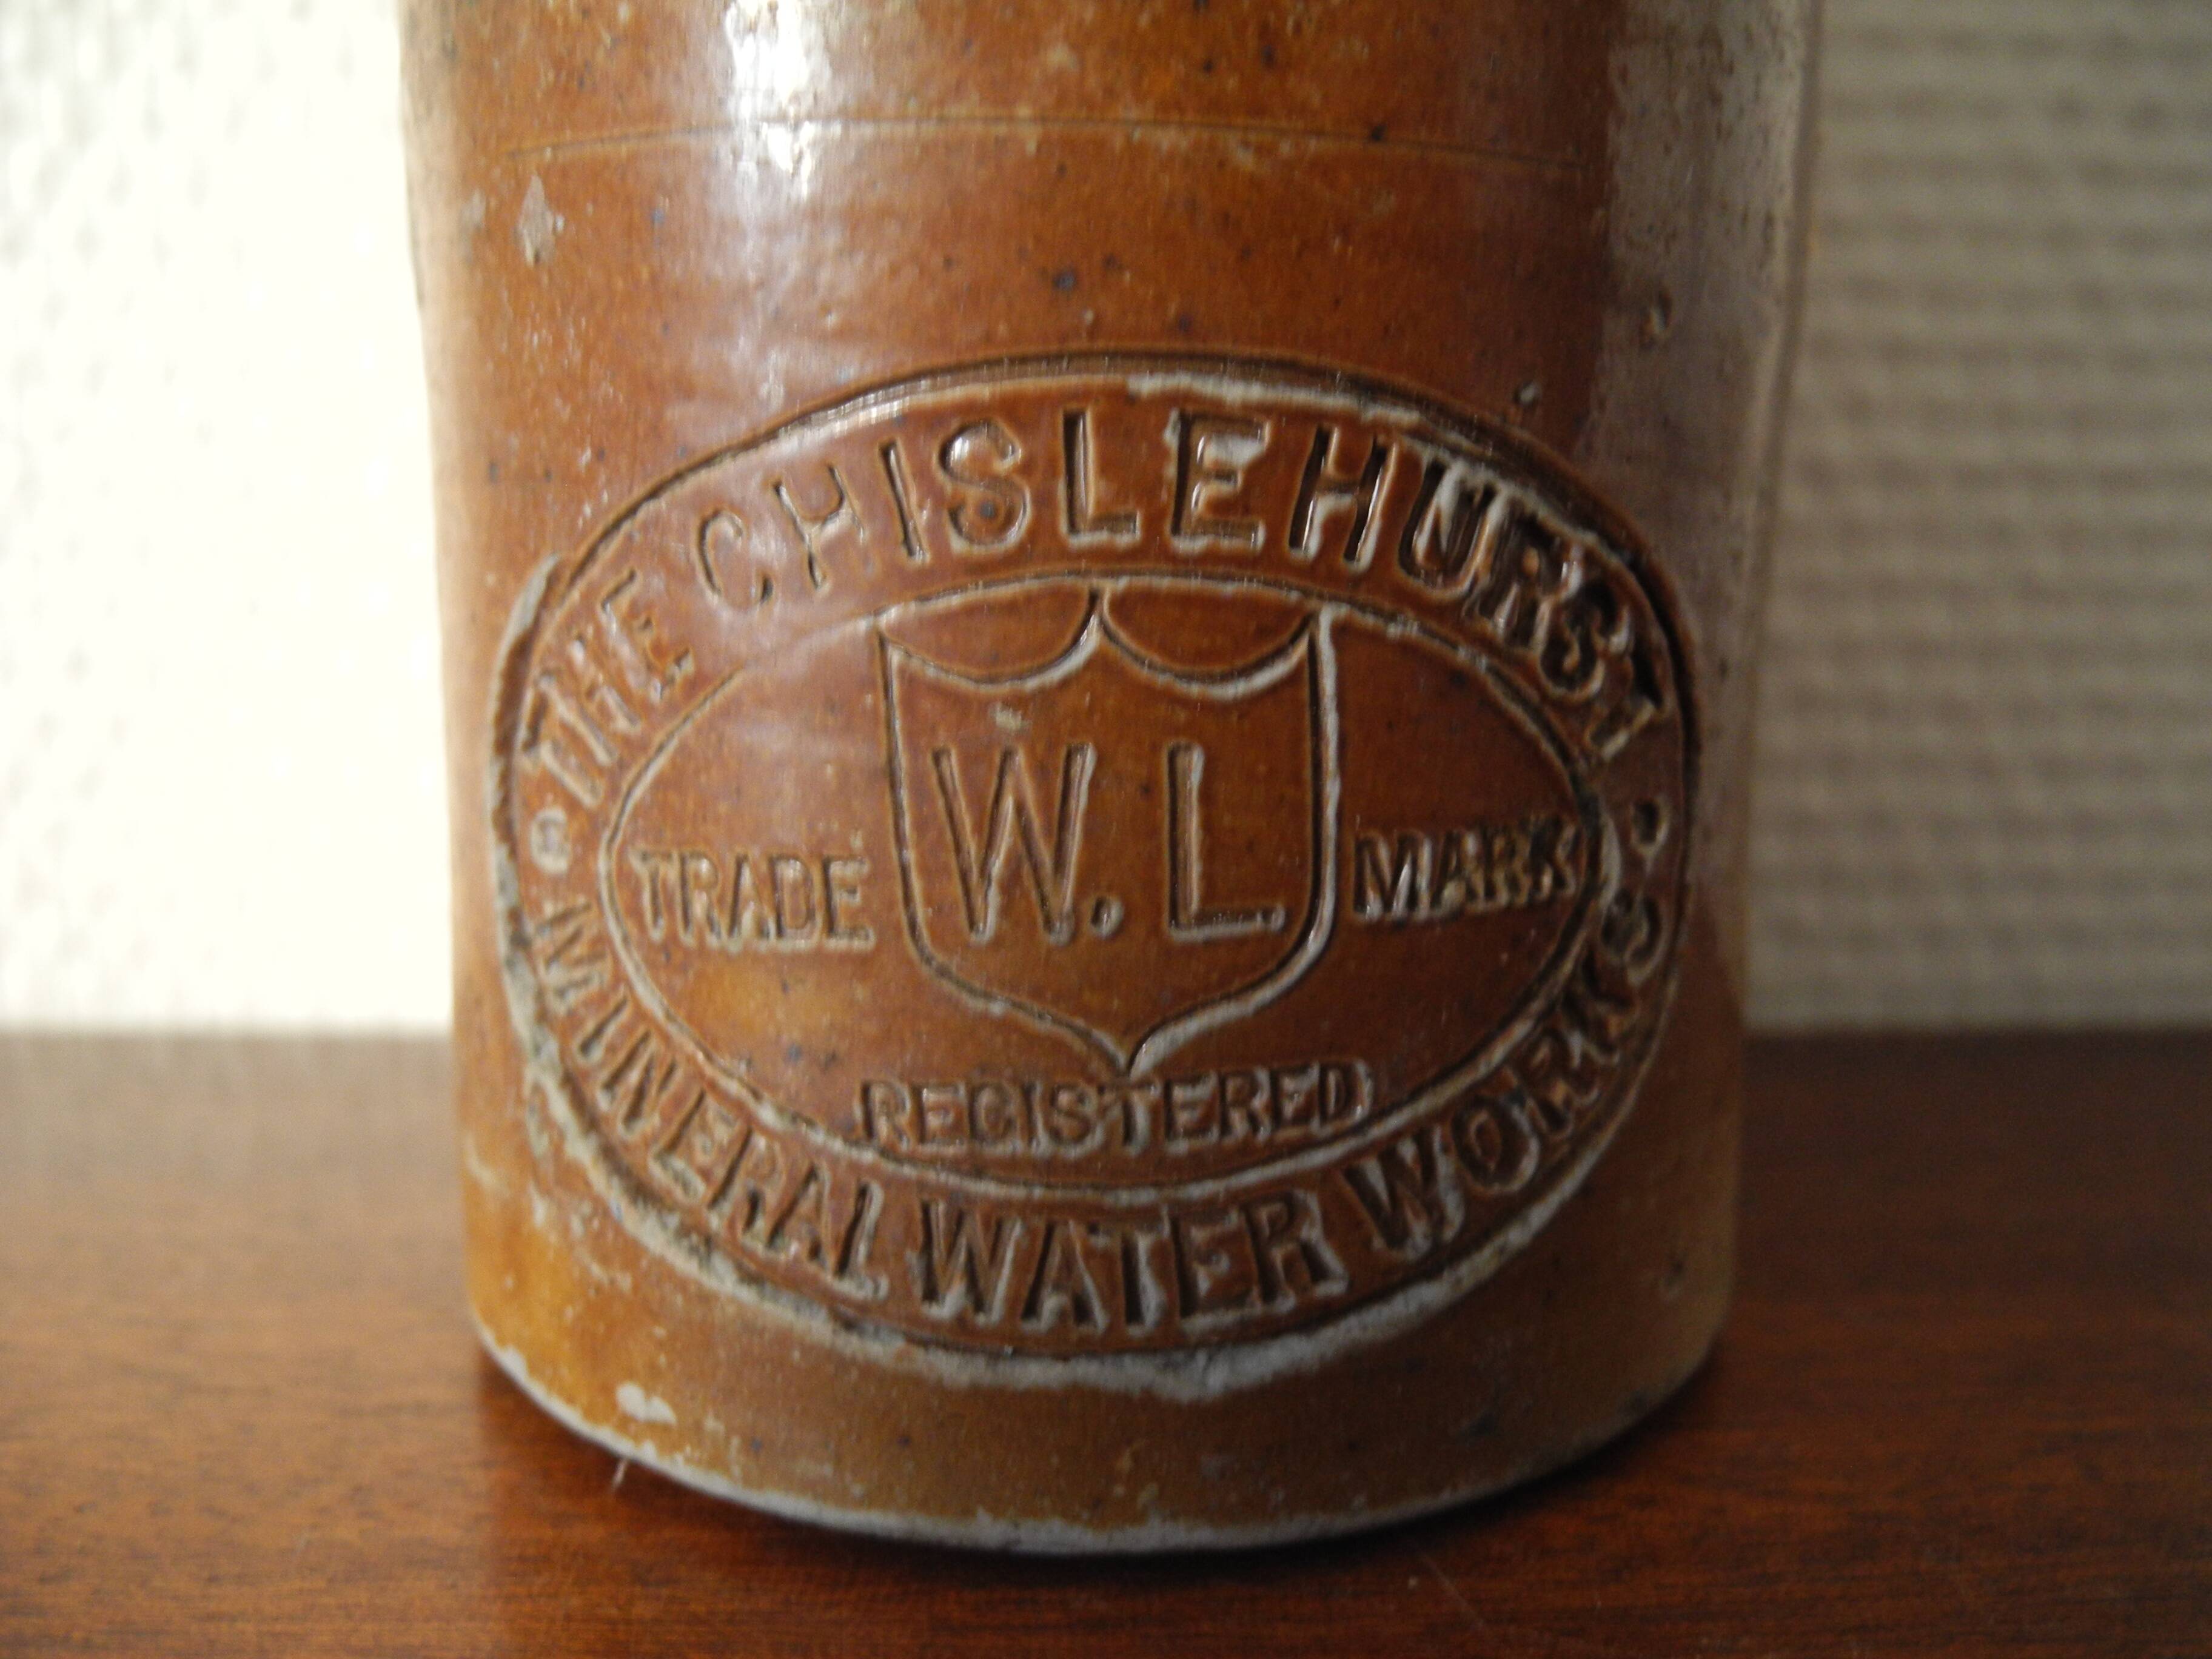 THE CHISLEHURST
TRADE W. L. MARK
REGISTERED
MINERAL WATER WORKS